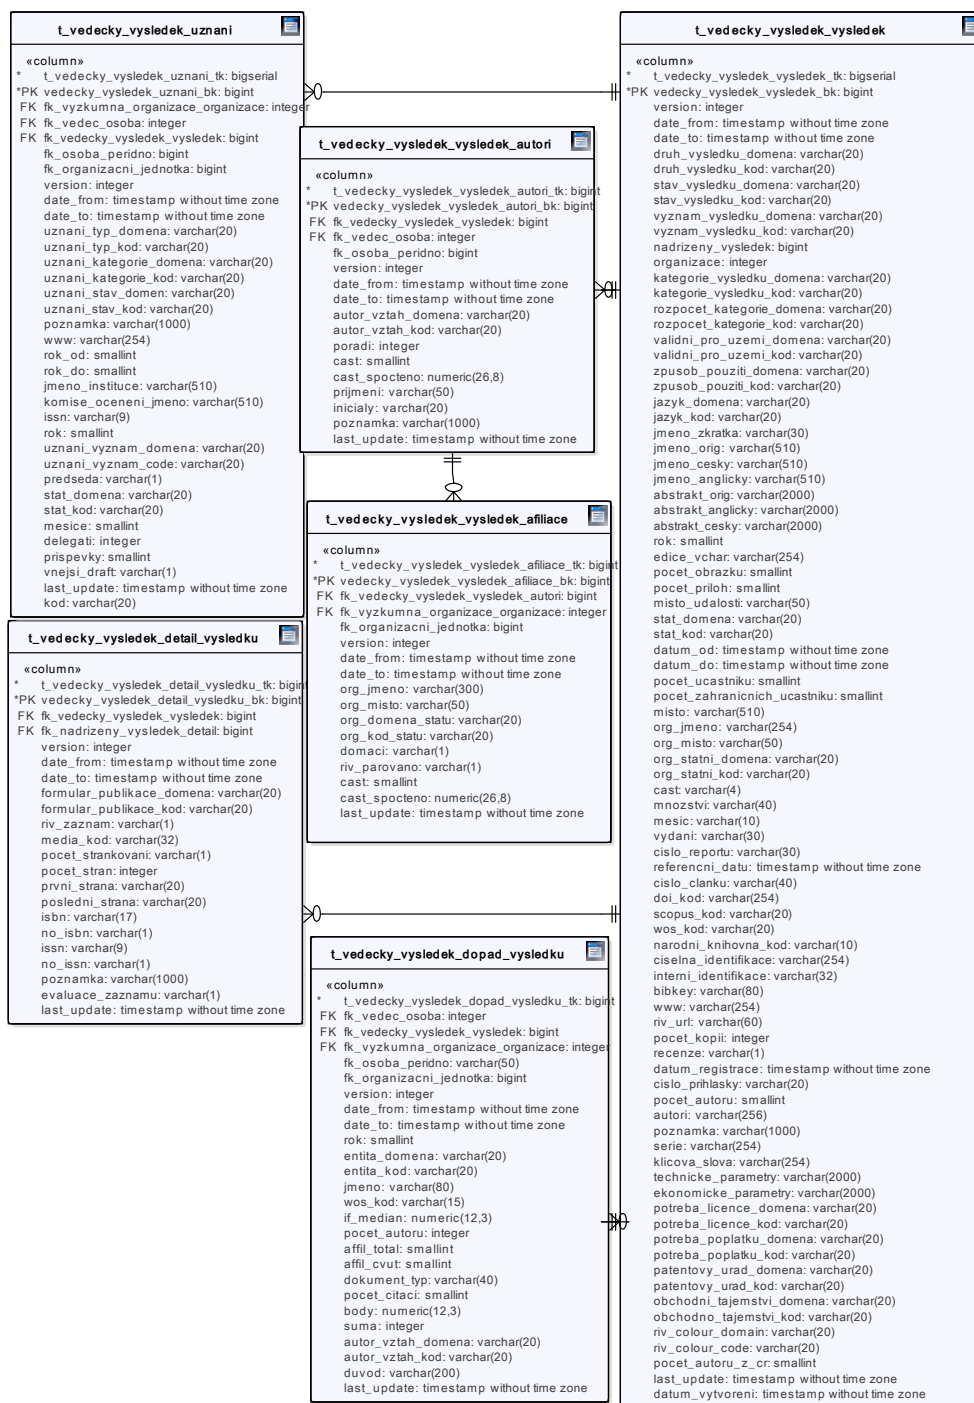 t_vedecky_vysledek_uznani
«column»
* t_vedecky_vysledek_uznani_tk: bigserial
*PK vedecky_vysledek_uznani_bk: bigint
FK fk_vyzkumna_organizace_organizace: integer
FK fk_vedec_osoba: integer
FK fk_vedecky_vysledek_vysledek: bigint
fk_osoba_peridno: bigint
fk_organizacni_jednotka: bigint
version: integer
date_from: timestamp without time zone
date_to: timestamp without time zone
uznani_typ_domena: varchar(20)
uznani_typ_kod: varchar(20)
uznani_kategorie_domena: varchar(20)
uznani_kategorie_kod: varchar(20)
uznani_stav_domen: varchar(20)
uznani_stav_kod: varchar(20)
poznamka: varchar(1000)
www: varchar(254)
rok_od: smallint
rok_do: smallint
jmeno_instituce: varchar(510)
komise_oceneni_jmeno: varchar(510)
issn: varchar(9)
rok: smallint
uznani_vyznam_domena: varchar(20)
uznani_vyznam_code: varchar(20)
predseda: varchar(1)
stat_domena: varchar(20)
stat_kod: varchar(20)
mesice: smallint
delegati: integer
prispevky: smallint
vnejsi_draft: varchar(1)
last_update: timestamp without time zone
kod: varchar(20)
t_vedecky_vysledek_detail_vysledku
«column»
* t_vedecky_vysledek_detail_vysledku_tk: bigint
*PK vedecky_vysledek_detail_vysledku_bk: bigint
FK fk_vedecky_vysledek_vysledek: bigint
FK fk_nadrizeny_vysledek_detail: bigint
version: integer
date_from: timestamp without time zone
date_to: timestamp without time zone
formular_publikace_domena: varchar(20)
formular_publikace_kod: varchar(20)
riv_zaznam: varchar(1)
media_kod: varchar(32)
pocet_strankovani: varchar(1)
pocet_stran: integer
prvni_strana: varchar(20)
posledni_strana: varchar(20)
isbn: varchar(17)
no_isbn: varchar(1)
issn: varchar(9)
no_issn: varchar(1)
poznamka: varchar(1000)
evaluace_zaznamu: varchar(1)
last_update: timestamp without time zone
t_vedecky_vysledek_vysledek_autori
«column»
* t_vedecky_vysledek_vysledek_autori_tk: bigint
*PK vedecky_vysledek_vysledek_autori_bk: bigint
FK fk_vedecky_vysledek_vysledek: bigint
FK fk_vedec_osoba: integer
fk_osoba_peridno: bigint
version: integer
date_from: timestamp without time zone
date_to: timestamp without time zone
autor_vztah_domena: varchar(20)
autor_vztah_kod: varchar(20)
poradi: integer
cast: smallint
cast_spocteno: numeric(26,8)
prijmeni: varchar(50)
inicialy: varchar(20)
poznamka: varchar(1000)
last_update: timestamp without time zone
t_vedecky_vysledek_vysledek_afiliace
«column»
* t_vedecky_vysledek_vysledek_afiliace_tk: bigint
*PK vedecky_vysledek_vysledek_afiliace_bk: bigint
FK fk_vedecky_vysledek_vysledek_autori: bigint
FK fk_vyzkumna_organizace_organizace: integer
fk_organizacni_jednotka: bigint
version: integer
date_from: timestamp without time zone
date_to: timestamp without time zone
org_jmeno: varchar(300)
org_misto: varchar(50)
org_domena_statu: varchar(20)
org_kod_statu: varchar(20)
domaci: varchar(1)
riv_parovano: varchar(1)
cast: smallint
cast_spocteno: numeric(26,8)
last_update: timestamp without time zone
t_vedecky_vysledek_dopad_vysledku
«column»
* t_vedecky_vysledek_dopad_vysledku_tk: bigint
FK fk_vedec_osoba: integer
FK fk_vedecky_vysledek_vysledek: bigint
FK fk_vyzkumna_organizace_organizace: integer
fk_osoba_peridno: varchar(50)
fk_organizacni_jednotka: bigint
version: integer
date_from: timestamp without time zone
date_to: timestamp without time zone
rok: smallint
entita_domena: varchar(20)
entita_kod: varchar(20)
jmeno: varchar(80)
wos_kod: varchar(15)
if_median: numeric(12,3)
pocet_autoru: integer
affil_total: smallint
affil_cvut: smallint
dokument_typ: varchar(40)
pocet_citaci: smallint
body: numeric(12,3)
suma: integer
autor_vztah_domena: varchar(20)
autor_vztah_kod: varchar(20)
duvod: varchar(200)
last_update: timestamp without time zone
t_vedecky_vysledek_vysledek
«column»
* t_vedecky_vysledek_vysledek_tk: bigserial
*PK vedecky_vysledek_vysledek_bk: bigint
version: integer
date_from: timestamp without time zone
date_to: timestamp without time zone
druh_vysledku_domena: varchar(20)
druh_vysledku_kod: varchar(20)
stav_vysledku_domena: varchar(20)
stav_vysledku_kod: varchar(20)
vyznam_vysledku_domena: varchar(20)
vyznam_vysledku_kod: varchar(20)
nadrizeny_vysledek: bigint
organizace: integer
kategorie_vysledku_domena: varchar(20)
kategorie_vysledku_kod: varchar(20)
rozpocet_kategorie_domena: varchar(20)
rozpocet_kategorie_kod: varchar(20)
validni_pro_uzemi_domena: varchar(20)
validni_pro_uzemi_kod: varchar(20)
zpusob_pouziti_domena: varchar(20)
zpusob_pouziti_kod: varchar(20)
jazyk_domena: varchar(20)
jazyk_kod: varchar(20)
jmeno_zkratka: varchar(30)
jmeno_orig: varchar(510)
jmeno_cesky: varchar(510)
jmeno_anglicky: varchar(510)
abstrakt_orig: varchar(2000)
abstrakt_anglicky: varchar(2000)
abstrakt_cesky: varchar(2000)
rok: smallint
edice_vchar: varchar(254)
pocet_obrazku: smallint
pocet_priloh: smallint
misto_udalosti: varchar(50)
stat_domena: varchar(20)
stat_kod: varchar(20)
datum_od: timestamp without time zone
datum_do: timestamp without time zone
pocet_ucastniku: smallint
pocet_zahranicnich_ucastniku: smallint
misto: varchar(510)
org_jmeno: varchar(254)
org_misto: varchar(50)
org_statni_domena: varchar(20)
org_statni_kod: varchar(20)
cast: varchar(4)
mnozstvi: varchar(40)
mesic: varchar(10)
vydani: varchar(30)
cislo_reportu: varchar(30)
referencni_datu: timestamp without time zone
cislo_clanku: varchar(40)
doi_kod: varchar(254)
scopus_kod: varchar(20)
wos_kod: varchar(20)
narodni_knihovna_kod: varchar(10)
ciselna_identifikace: varchar(254)
interni_identifikace: varchar(32)
bibkey: varchar(80)
www: varchar(254)
riv_url: varchar(60)
pocet_kopii: integer
recenze: varchar(1)
datum_registrace: timestamp without time zone
cislo_prihlasky: varchar(20)
pocet_autoru: smallint
autori: varchar(256)
poznamka: varchar(1000)
serie: varchar(254)
klicova_slova: varchar(254)
technicke_parametry: varchar(2000)
ekonomicke_parametry: varchar(2000)
potreba_licence_domena: varchar(20)
potreba_licence_kod: varchar(20)
potreba_poplatku_domena: varchar(20)
potreba_poplatku_kod: varchar(20)
patentovy_urad_domena: varchar(20)
patentovy_urad_kod: varchar(20)
obchodni_tajemstvi_domena: varchar(20)
obchodno_tajemstvi_kod: varchar(20)
riv_colour_domain: varchar(20)
riv_colour_code: varchar(20)
pocet_autoru_z_cr: smallint
last_update: timestamp without time zone
datum_vytvoreni: timestamp without time zone